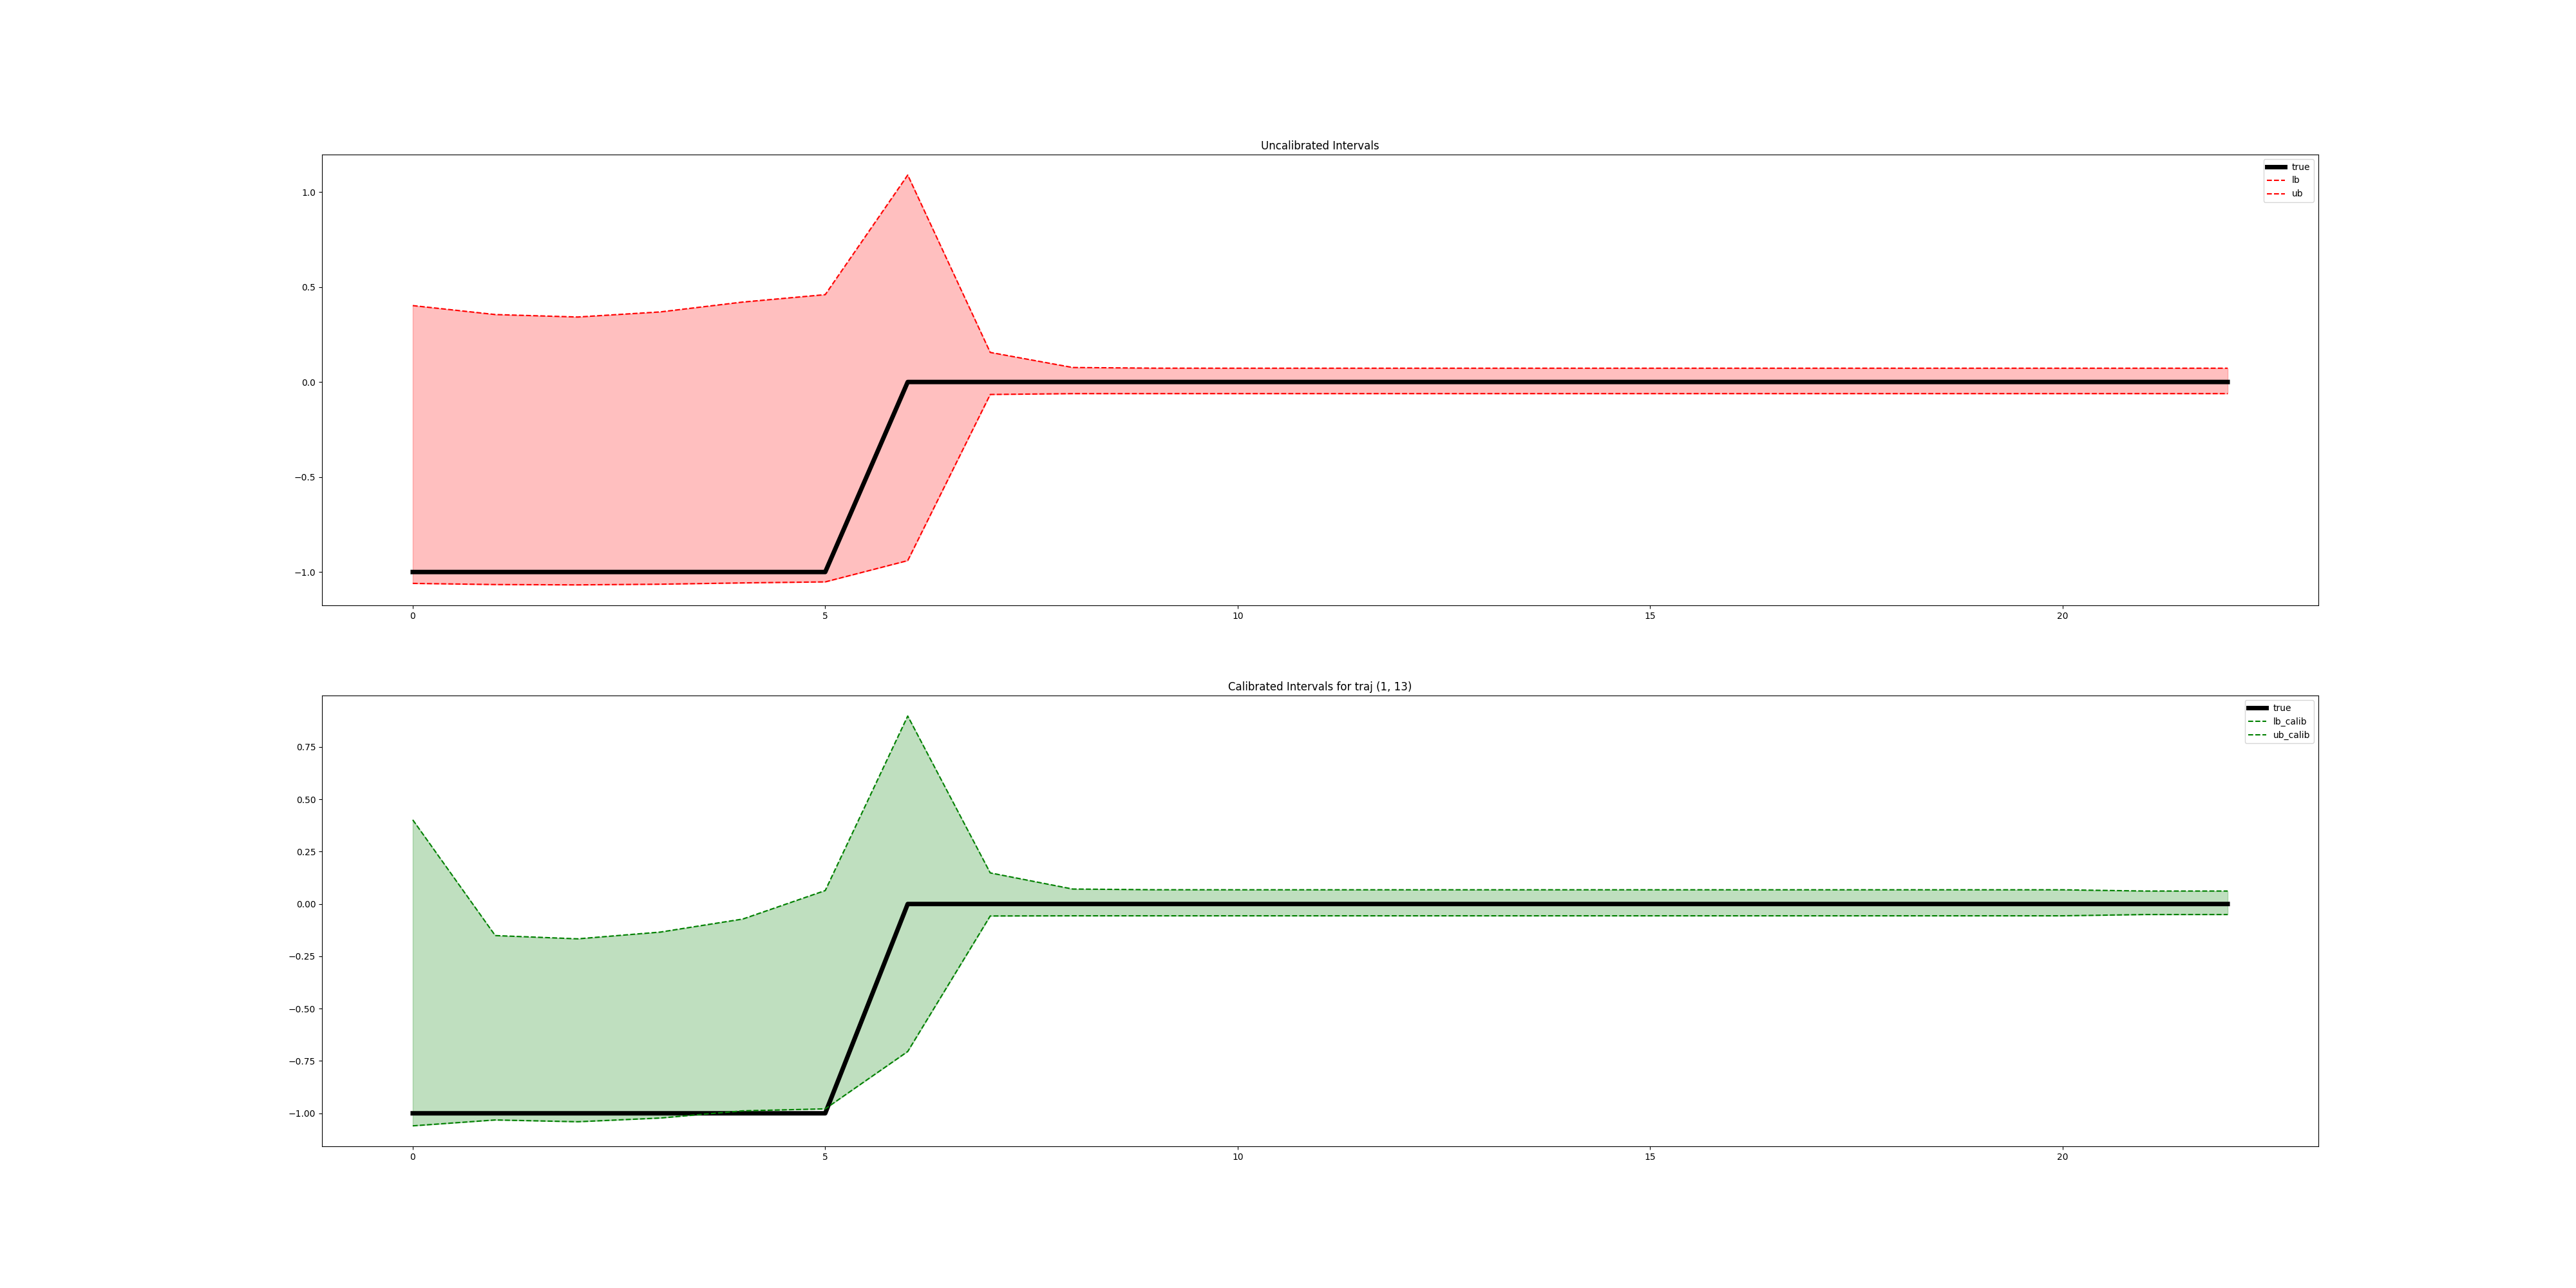 Uncalibrated Intervals
true
lb
ub
1.0
0.5
0.0
−0.5
−1.0
0 5 10 15 20
Calibrated Intervals for traj (1, 13)
true
lb_calib
ub_calib
0.75
0.50
0.25
0.00
−0.25
−0.50
−0.75
−1.00
0 5 10 15 20